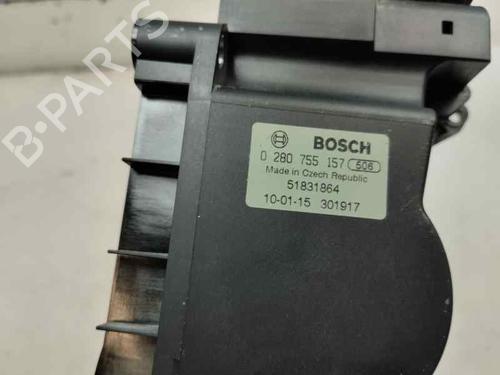 B-PARTS
BOSCH
0 280 755 157 506
Made in Czech Republic
51831864
10-01-15 301917